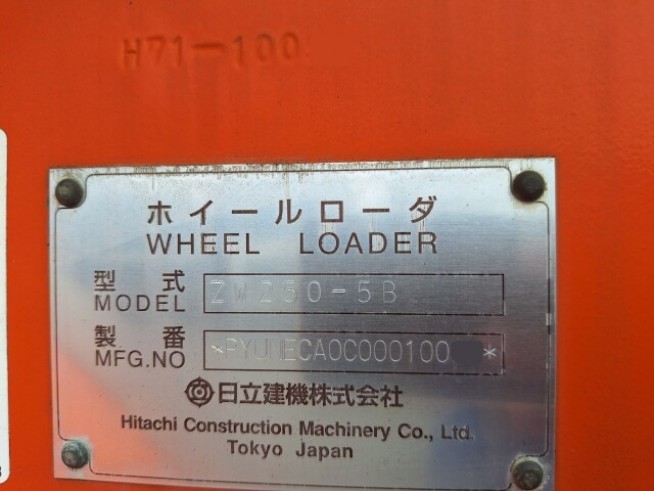 H71-100
ホイールローダ
WHEEL LOADER
型式
MODEL
ZW250-5B
製番
MFG.NO
日立建機株式会社
Hitachi Construction Machinery Co., Ltd.
Tokyo Japan